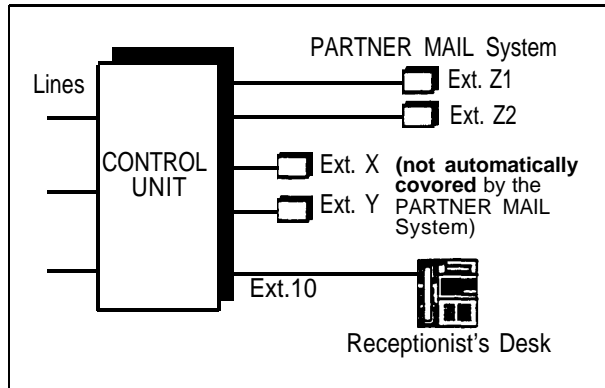 PARTNER MAIL System
Lines
Ext. Z1
Ext. Z2
CONTROL
UNIT
Ext. X (not automatically
covored by the
Ext. Y PARTNER MAIL
System)
Ext.10
Receptionist's Desk